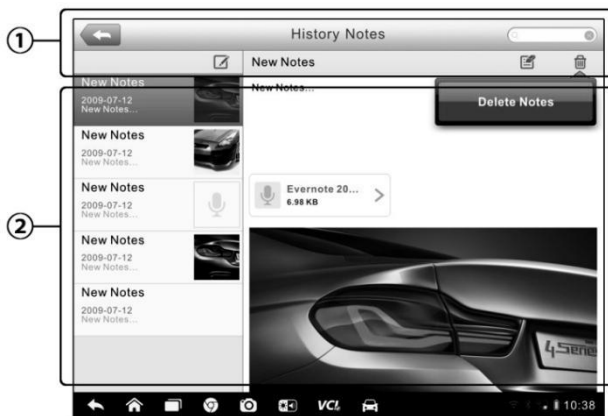 ①
History Notes
New Notes
New Notes
2009-07-12
New Notes...
New Notes
2009-07-12
New Notes...
②
New Notes
2009-07-12
New Notes...
New Notes
2009-07-12
New Notes...
New Notes
2009-07-12
New Notes...
New Notes...
Delete Notes
Evernote 20...
6.98 KB
VCI
10:38